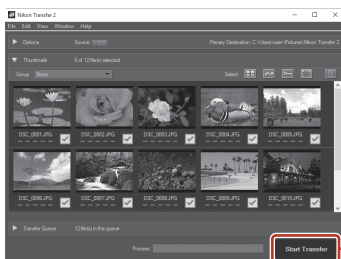 Nikon Transfer 2
File Edit View Window Help
Options Source: Primary Destination: C:\Users\user\Pictures\Nikon Transfer 2
Thumbnails 0 of 12 file(s) selected
Group : None Select:
DSC_0001.JPG DSC_0002.JPG DSC_0003.JPG DSC_0004.JPG DSC_0005.JPG
DSC_0006.JPG DSC_0007.JPG DSC_0008.JPG DSC_0009.JPG DSC_0010.JPG
Transfer Queue 12 file(s) in the queue
Process: Start Transfer